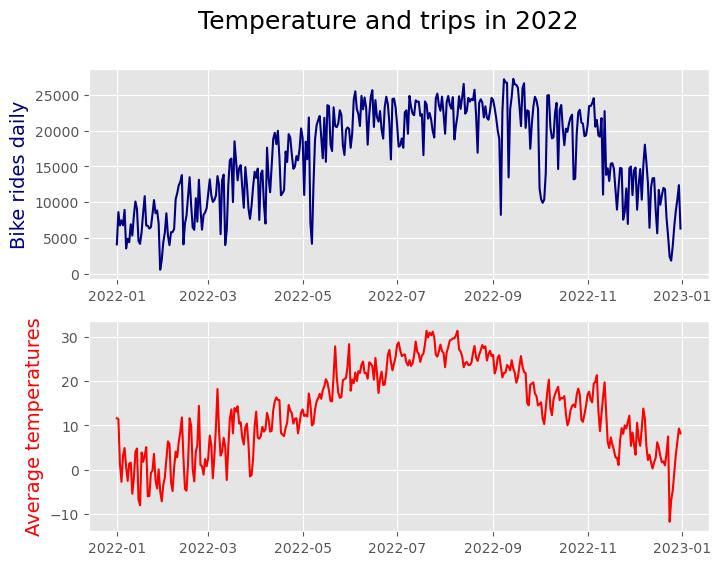 Temperature and trips in 2022
Bike rides daily
25000
20000
15000
10000
5000
0
2022-01 2022-03 2022-05 2022-07 2022-09 2022-11 2023-01
Average temperatures
30
20
10
0
−10
2022-01 2022-03 2022-05 2022-07 2022-09 2022-11 2023-01